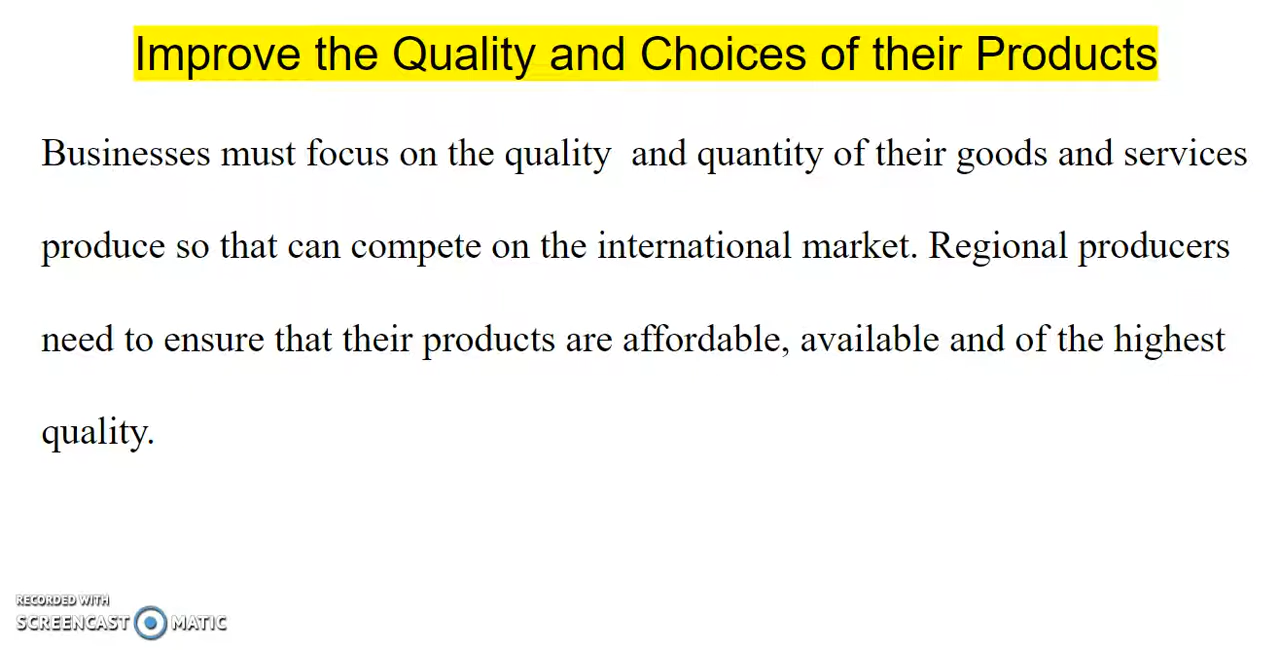 Improve the Quality and Choices of their Products
Businesses must focus on the quality  and quantity of their goods and services
produce so that can compete on the international market. Regional producers
need to ensure that their products are affordable, available and of the highest
quality.
RECORDED WITH
SCREENCAST MATIC